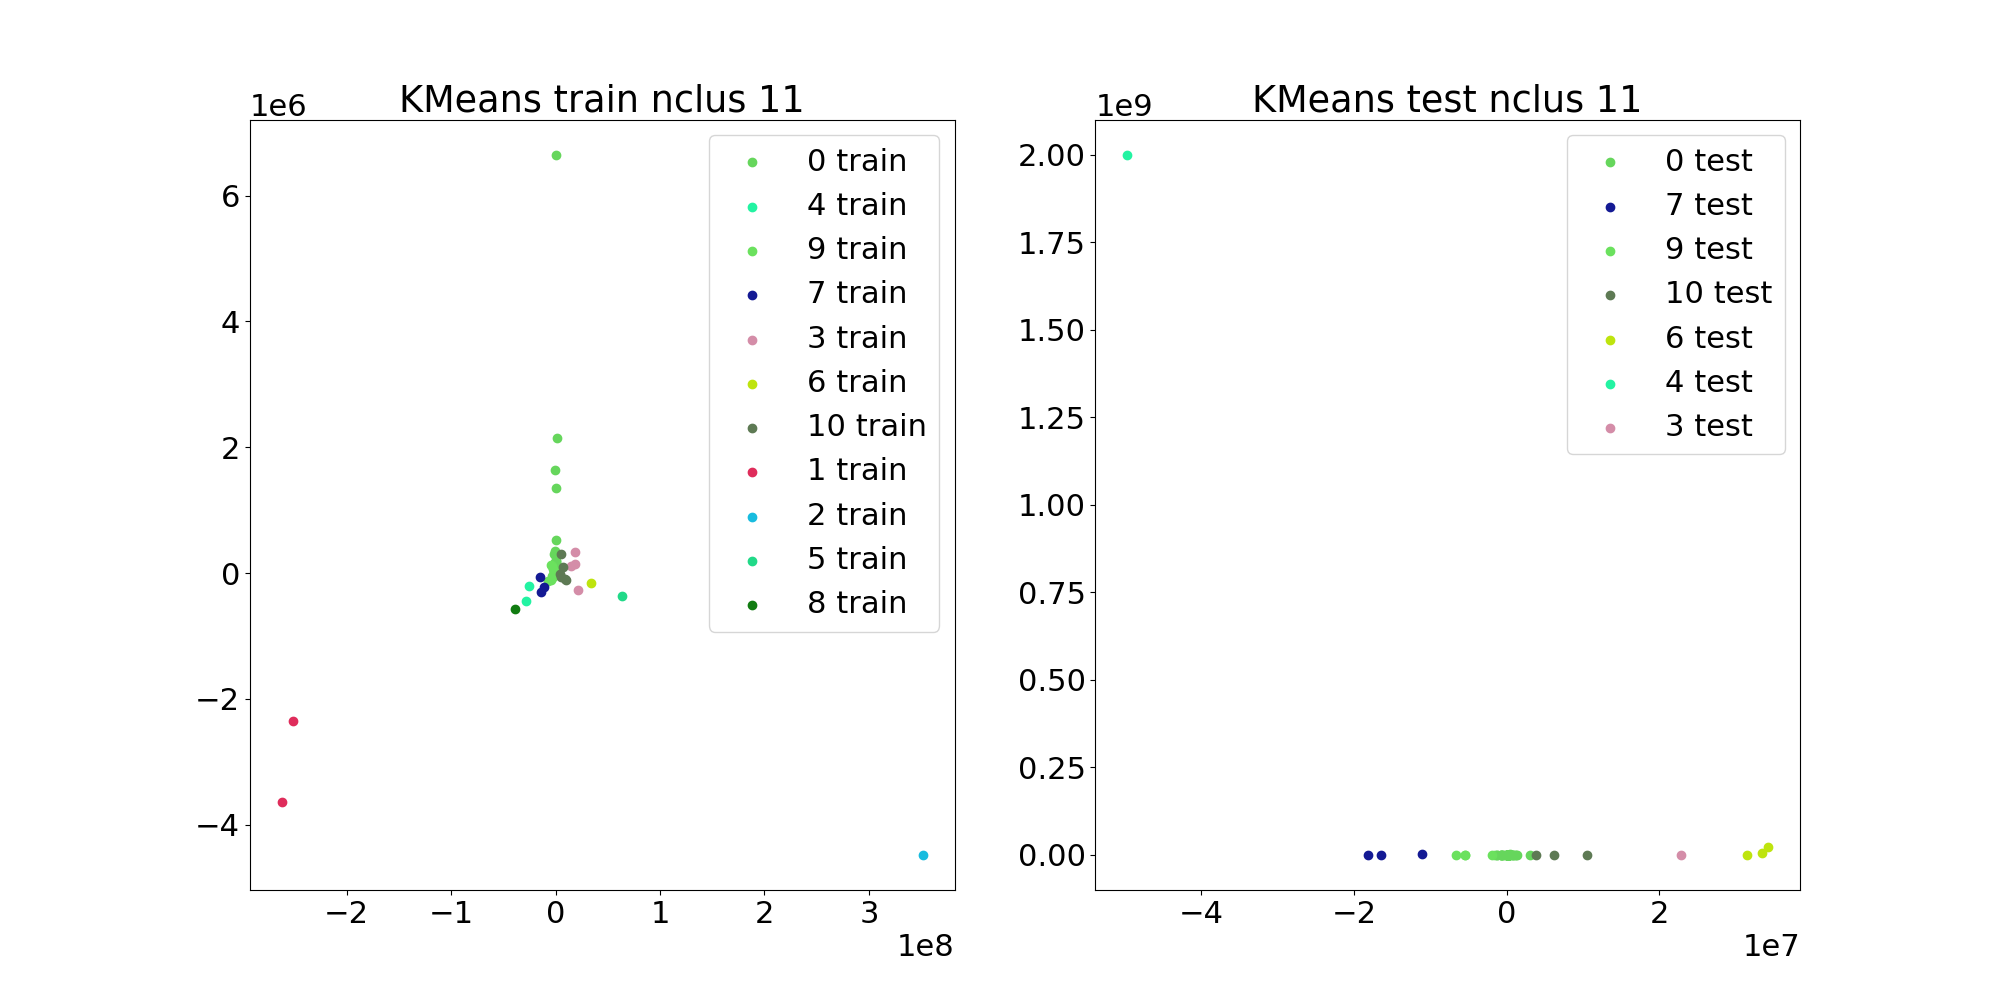 KMeans train nclus 11
1e6
6
4
2
0
−2
−4
−2
−1
0
1
2
3
1e8
0 train
4 train
9 train
7 train
3 train
6 train
10 train
1 train
2 train
5 train
8 train
KMeans test nclus 11
1e9
2.00
1.75
1.50
1.25
1.00
0.75
0.50
0.25
0.00
−4
−2
0
2
1e7
0 test
7 test
9 test
10 test
6 test
4 test
3 test